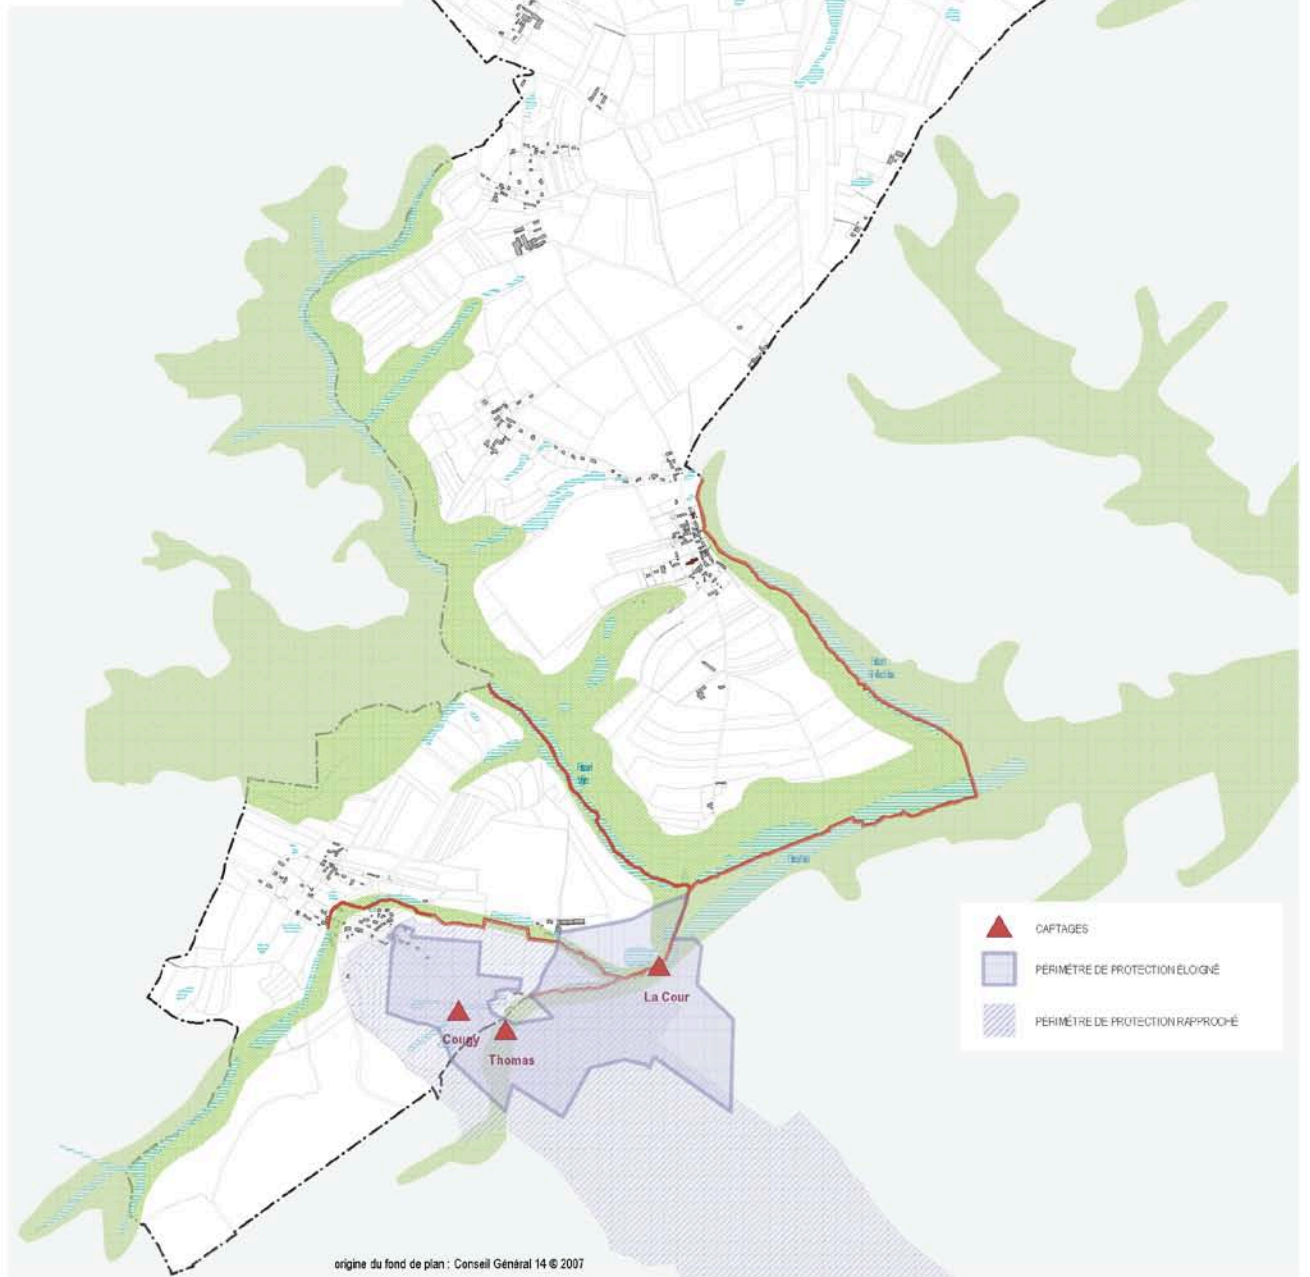 CAPTAGES
PÉRIMÈTRE DE PROTECTION ÉLOIGNÉ
PÉRIMÈTRE DE PROTECTION RAPPROCHÉ
La Cour
Cougy
Thomas
origine du fond de plan : Conseil Général 14 © 2007